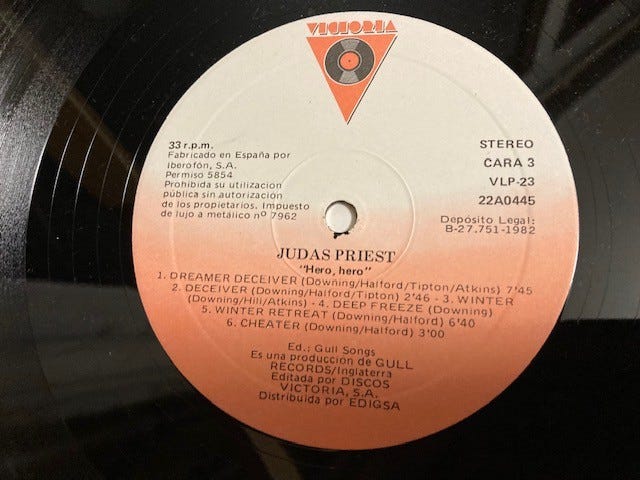 VICTORIA
33 r.p.m.
Fabricado en España por
Iberofón, S.A.
Permiso 5854
Prohibida su utilización
pública sin autorización
de los propietarios. Impuesto
de lujo a metálico nº 7962
STEREO
CARA 3
VLP-23
22A0445
Depósito Legal:
B-27.751-1982
JUDAS PRIEST
"Hero, hero"
1. DREAMER DECEIVER (Downing/Halford/Tipton/Atkins) 7'45
2. DECEIVER (Downing/Halford/Tipton) 2'46 - 3. WINTER
(Downing/Hill/Atkins) - 4. DEEP FREEZE (Downing)
5. WINTER RETREAT (Downing/Halford) 6'40
6. CHEATER (Downing/Halford) 3'00
Ed.: Gull Songs
Es una producción de GULL
RECORDS/Inglaterra
Editada por DISCOS
VICTORIA, S.A.
Distribuida por EDIGSA